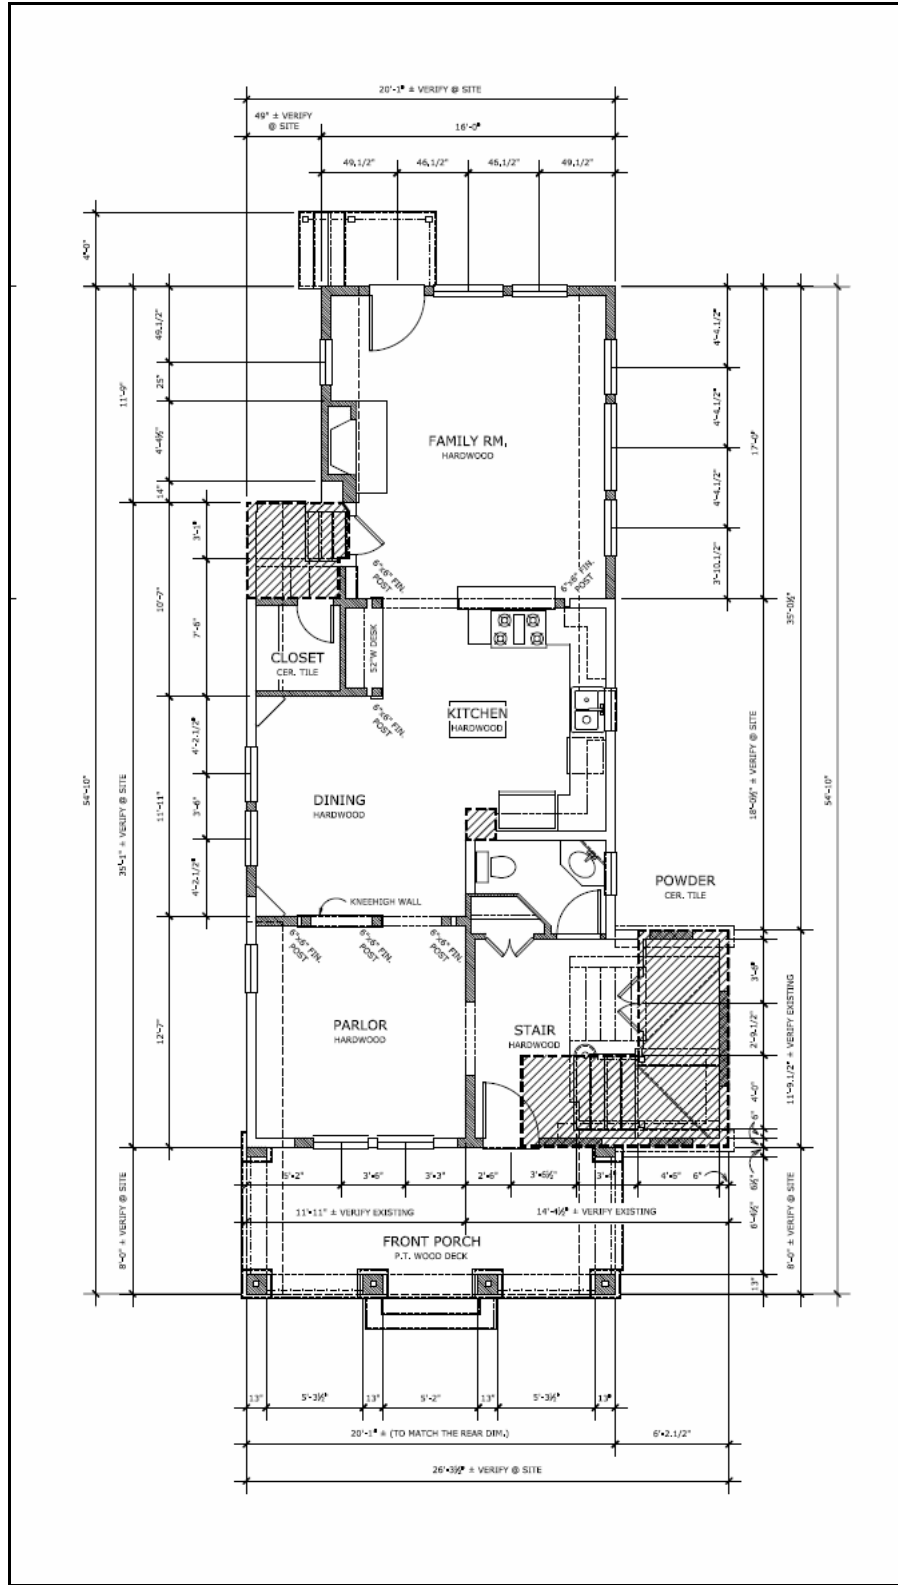 20'-1" ± VERIFY @ SITE
49" ± VERIFY
@ SITE
16'-0"
49.1/2"
46.1/2"
45.1/2"
49.1/2"
4'-0"
49.1/2"
25"
4'-4½"
14"
11'-9"
3'-1"
7'-6"
10'-7"
4'-2.1/2"
3'-6"
4'-2.1/2"
11'-11"
12'-7"
35'-1" ± VERIFY @ SITE
54'-10"
8'-0" ± VERIFY @ SITE
4'-4.1/2"
4'-4.1/2"
4'-4.1/2"
3'-10.1/2"
17'-0"
35'-0½"
18'-0½" ± VERIFY @ SITE
54'-10"
FAMILY RM.
HARDWOOD
6"x6" FIN.
POST
6"x6" FIN.
POST
52"W DESK
CLOSET
CER. TILE
6"x6" FIN.
POST
KITCHEN
HARDWOOD
DINING
HARDWOOD
POWDER
CER. TILE
KNEEHIGH WALL
6"x6" FIN.
POST
6"x6" FIN.
POST
6"x6" FIN.
POST
PARLOR
HARDWOOD
STAIR
HARDWOOD
3'-6"
2'-9.1/2"
4'-0"
6"
11'-9.1/2" ± VERIFY EXISTING
6½"
6'-4½"
13"
8'-0" ± VERIFY @ SITE
3'-6"
3'-3"
2'-6"
3'-6½"
4'-6"
6"
11'-11" ± VERIFY EXISTING
14'-4½" ± VERIFY EXISTING
FRONT PORCH
P.T. WOOD DECK
13"
5'-3½"
13"
5'-2"
13"
5'-3½"
13"
20'-1" ± (TO MATCH THE REAR DIM.)
6'-2.1/2"
26'-3½" ± VERIFY @ SITE